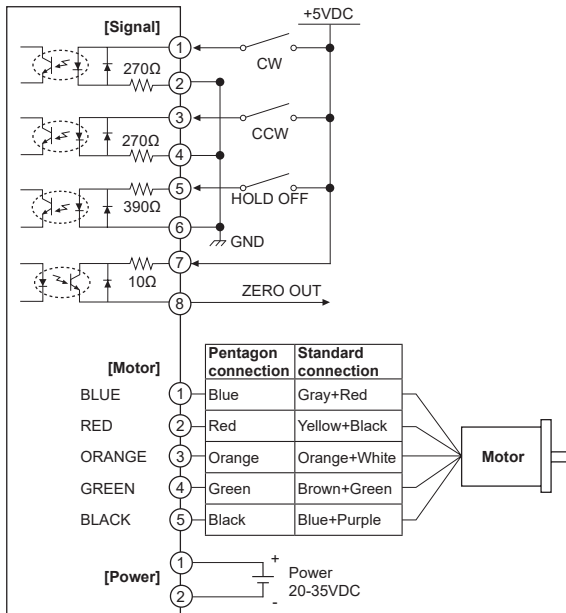 +5VDC
[Signal]
1
CW
270Ω
2
3
CCW
270Ω
4
5
390Ω
HOLD OFF
6
GND
7
10Ω
8
ZERO OUT
[Motor]
Pentagon connection
Standard connection
BLUE 1 Blue Gray+Red
RED 2 Red Yellow+Black
ORANGE 3 Orange Orange+White
GREEN 4 Green Brown+Green
BLACK 5 Black Blue+Purple
Motor
[Power]
1
+
Power
20-35VDC
2
-